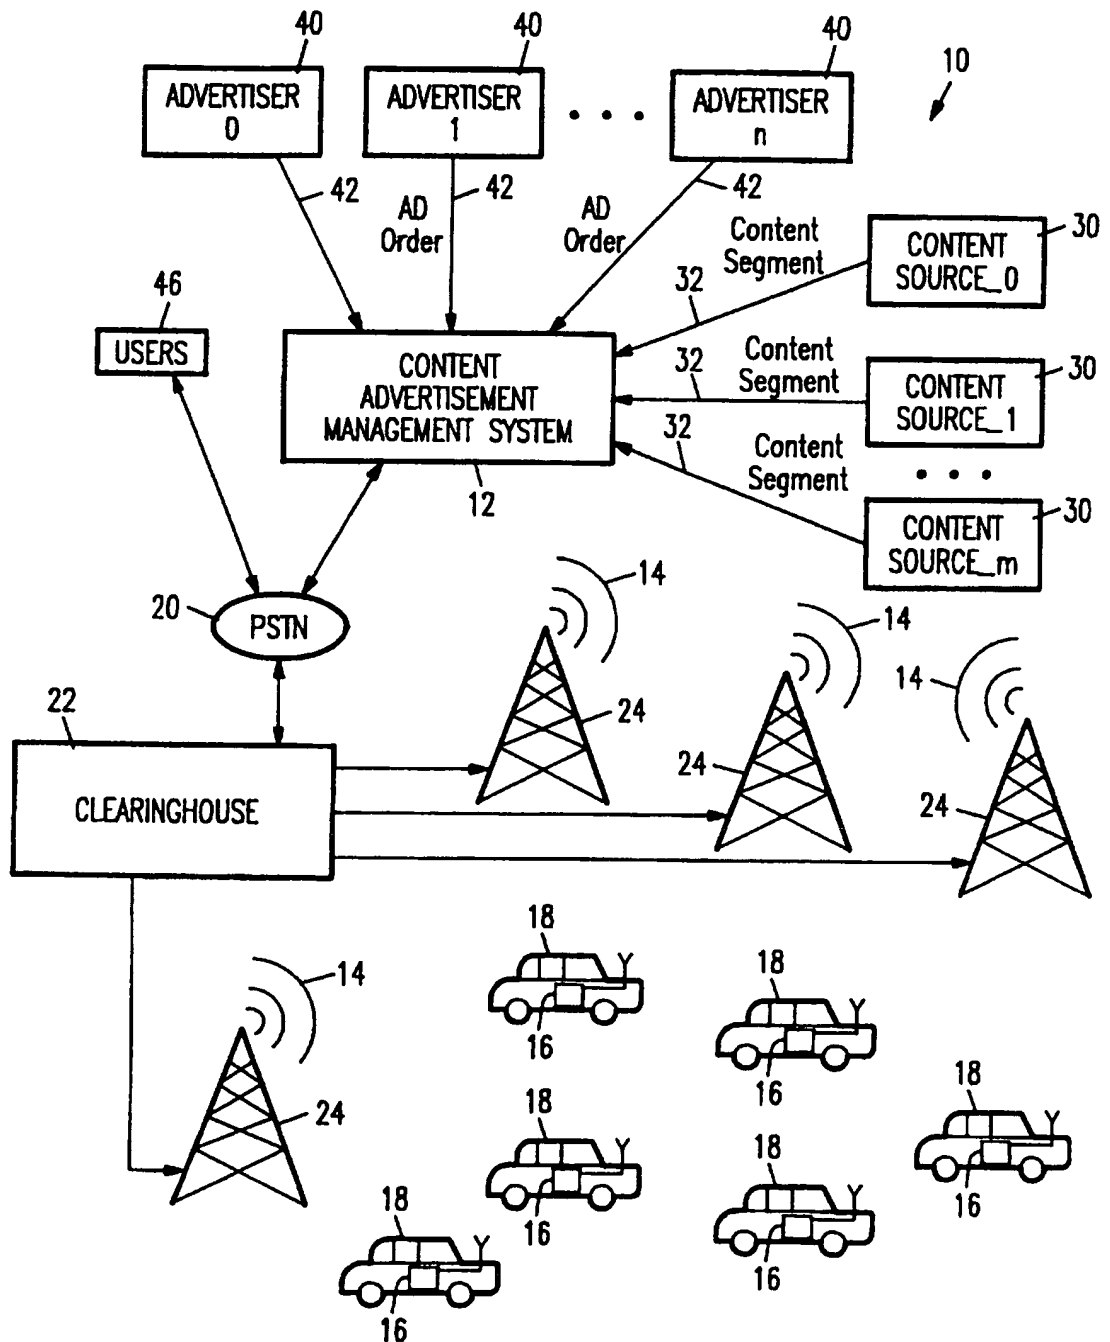 40
40
40
10
ADVERTISER
0
ADVERTISER
1
• • •
ADVERTISER
n
42
42
42
AD
Order
AD
Order
Content
Segment
CONTENT
SOURCE_0
30
32
46
USERS
CONTENT
ADVERTISEMENT
MANAGEMENT SYSTEM
12
32
Content
Segment
CONTENT
SOURCE_1
30
32
Content
Segment
• • •
CONTENT
SOURCE_m
30
20
PSTN
14
14
14
22
CLEARINGHOUSE
24
24
24
14
24
18
16
18
16
18
16
18
16
18
16
18
16